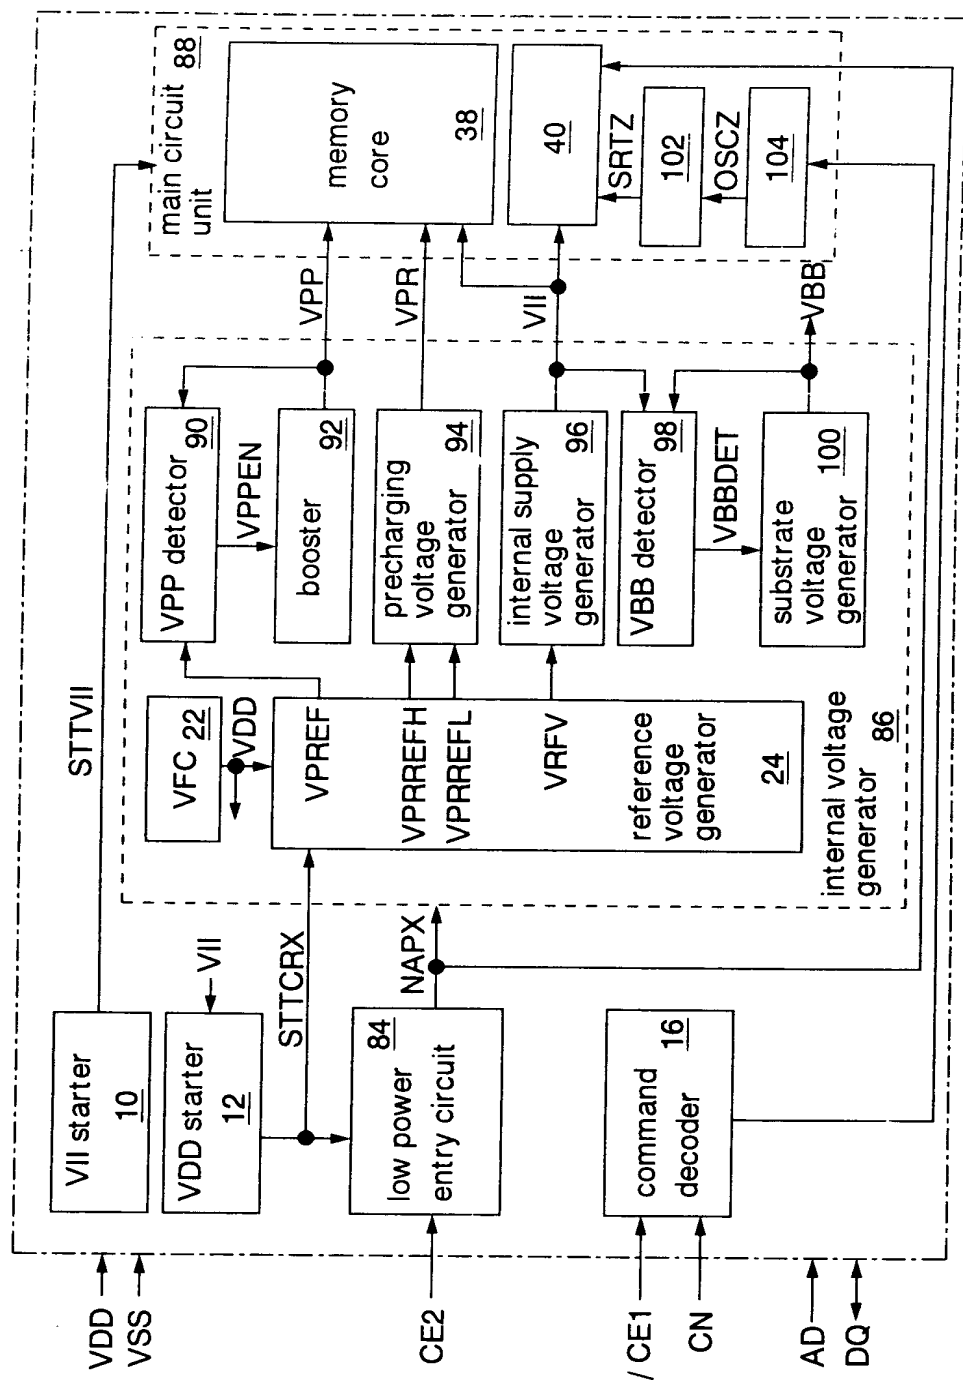 VDD
VSS
CE2
/ CE1
CN
AD
DQ
VII starter
10
VDD starter
12
VII
STTVII
STTCRX
low power
entry circuit
84
NAPX
command
decoder
16
VFC 22
VDD
VPREF
VPRREFH
VPRREFL
VRFV
reference
voltage
generator
24
internal voltage
generator
86
VPP detector
90
VPPEN
booster
92
precharging
voltage
generator
94
internal supply
voltage
generator
96
VBB detector
98
VBBDET
substrate
voltage
generator
100
VPP
VPR
VII
VBB
main circuit
unit
88
memory
core
38
40
SRTZ
102
OSCZ
104